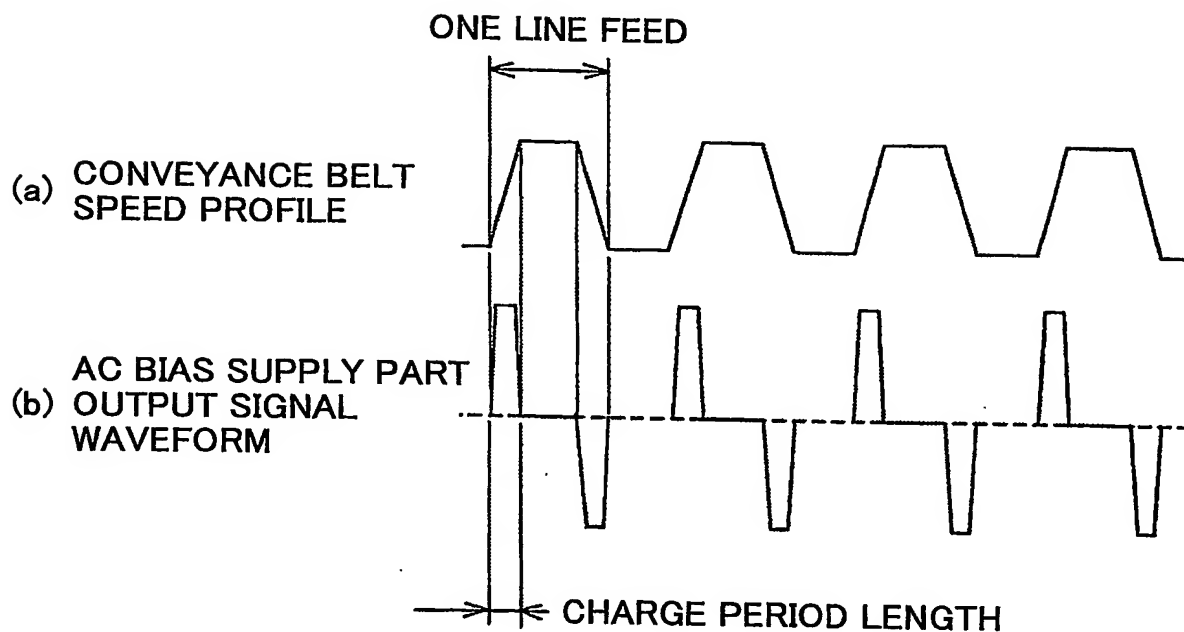 ONE LINE FEED
(a) CONVEYANCE BELT
SPEED PROFILE
(b) AC BIAS SUPPLY PART
OUTPUT SIGNAL
WAVEFORM
CHARGE PERIOD LENGTH